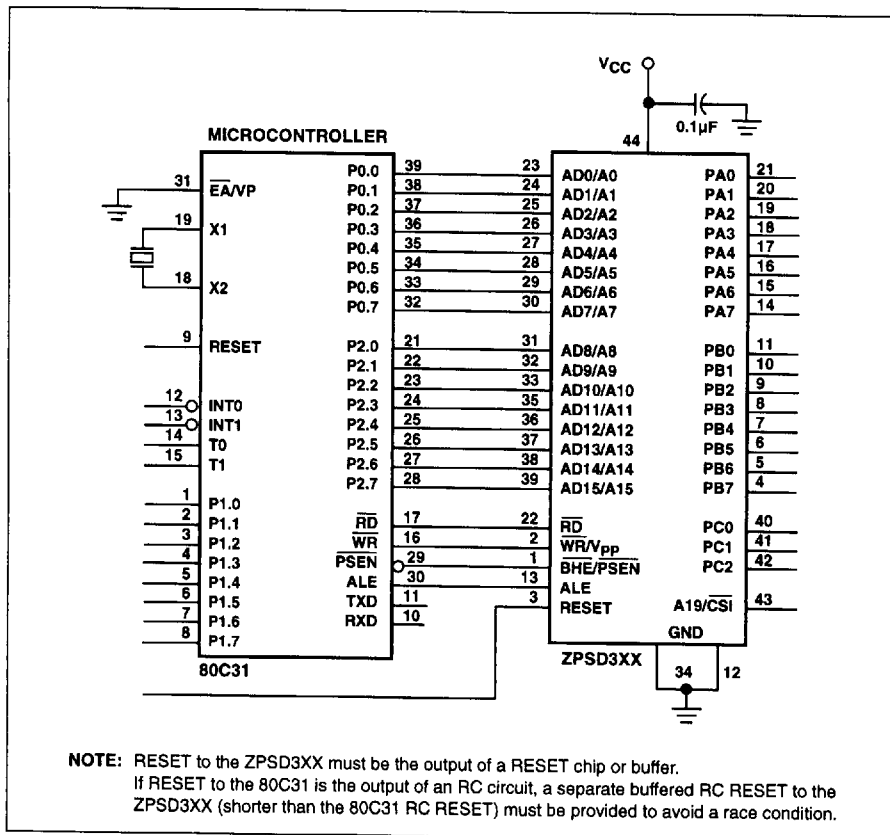 VCC
0.1µF
44
MICROCONTROLLER
31 EA/VP
19 X1
18 X2
9 RESET
12 INT0
13 INT1
14 T0
15 T1
1 P1.0
2 P1.1
3 P1.2
4 P1.3
5 P1.4
6 P1.5
7 P1.6
8 P1.7
P0.0 39
P0.1 38
P0.2 37
P0.3 36
P0.4 35
P0.5 34
P0.6 33
P0.7 32
P2.0 21
P2.1 22
P2.2 23
P2.3 24
P2.4 25
P2.5 26
P2.6 27
P2.7 28
RD 17
WR 16
PSEN 29
ALE 30
TXD 11
RXD 10
80C31
23 AD0/A0
24 AD1/A1
25 AD2/A2
26 AD3/A3
27 AD4/A4
28 AD5/A5
29 AD6/A6
30 AD7/A7
31 AD8/A8
32 AD9/A9
33 AD10/A10
35 AD11/A11
36 AD12/A12
37 AD13/A13
38 AD14/A14
39 AD15/A15
22 RD
2 WR/VPP
1 BHE/PSEN
13 ALE
3 RESET
PA0 21
PA1 20
PA2 19
PA3 18
PA4 17
PA5 16
PA6 15
PA7 14
PB0 11
PB1 10
PB2 9
PB3 8
PB4 7
PB5 6
PB6 5
PB7 4
PC0 40
PC1 41
PC2 42
A19/CSI 43
GND
ZPSD3XX
34 12
NOTE: RESET to the ZPSD3XX must be the output of a RESET chip or buffer.
If RESET to the 80C31 is the output of an RC circuit, a separate buffered RC RESET to the
ZPSD3XX (shorter than the 80C31 RC RESET) must be provided to avoid a race condition.